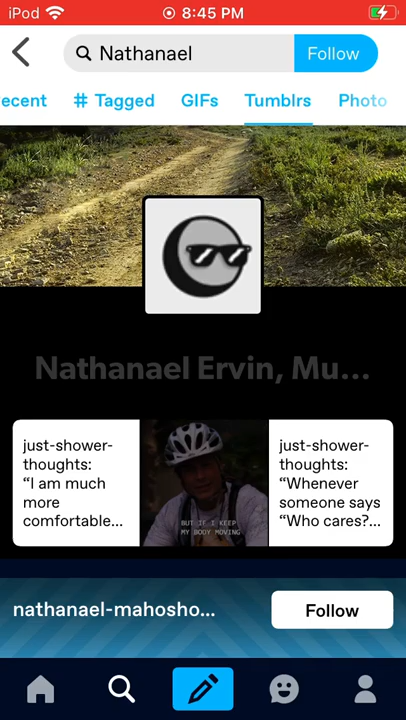 iPod 8:45 PM
Nathanael Follow
ecent # Tagged GIFs Tumblrs Photo
Nathanael Ervin, Mu...
just-shower-
thoughts:
“I am much
more
comfortable...
BUT IF I KEEP
MY BODY MOVING
just-shower-
thoughts:
“Whenever
someone says
“Who cares?...
nathanael-mahosho... Follow